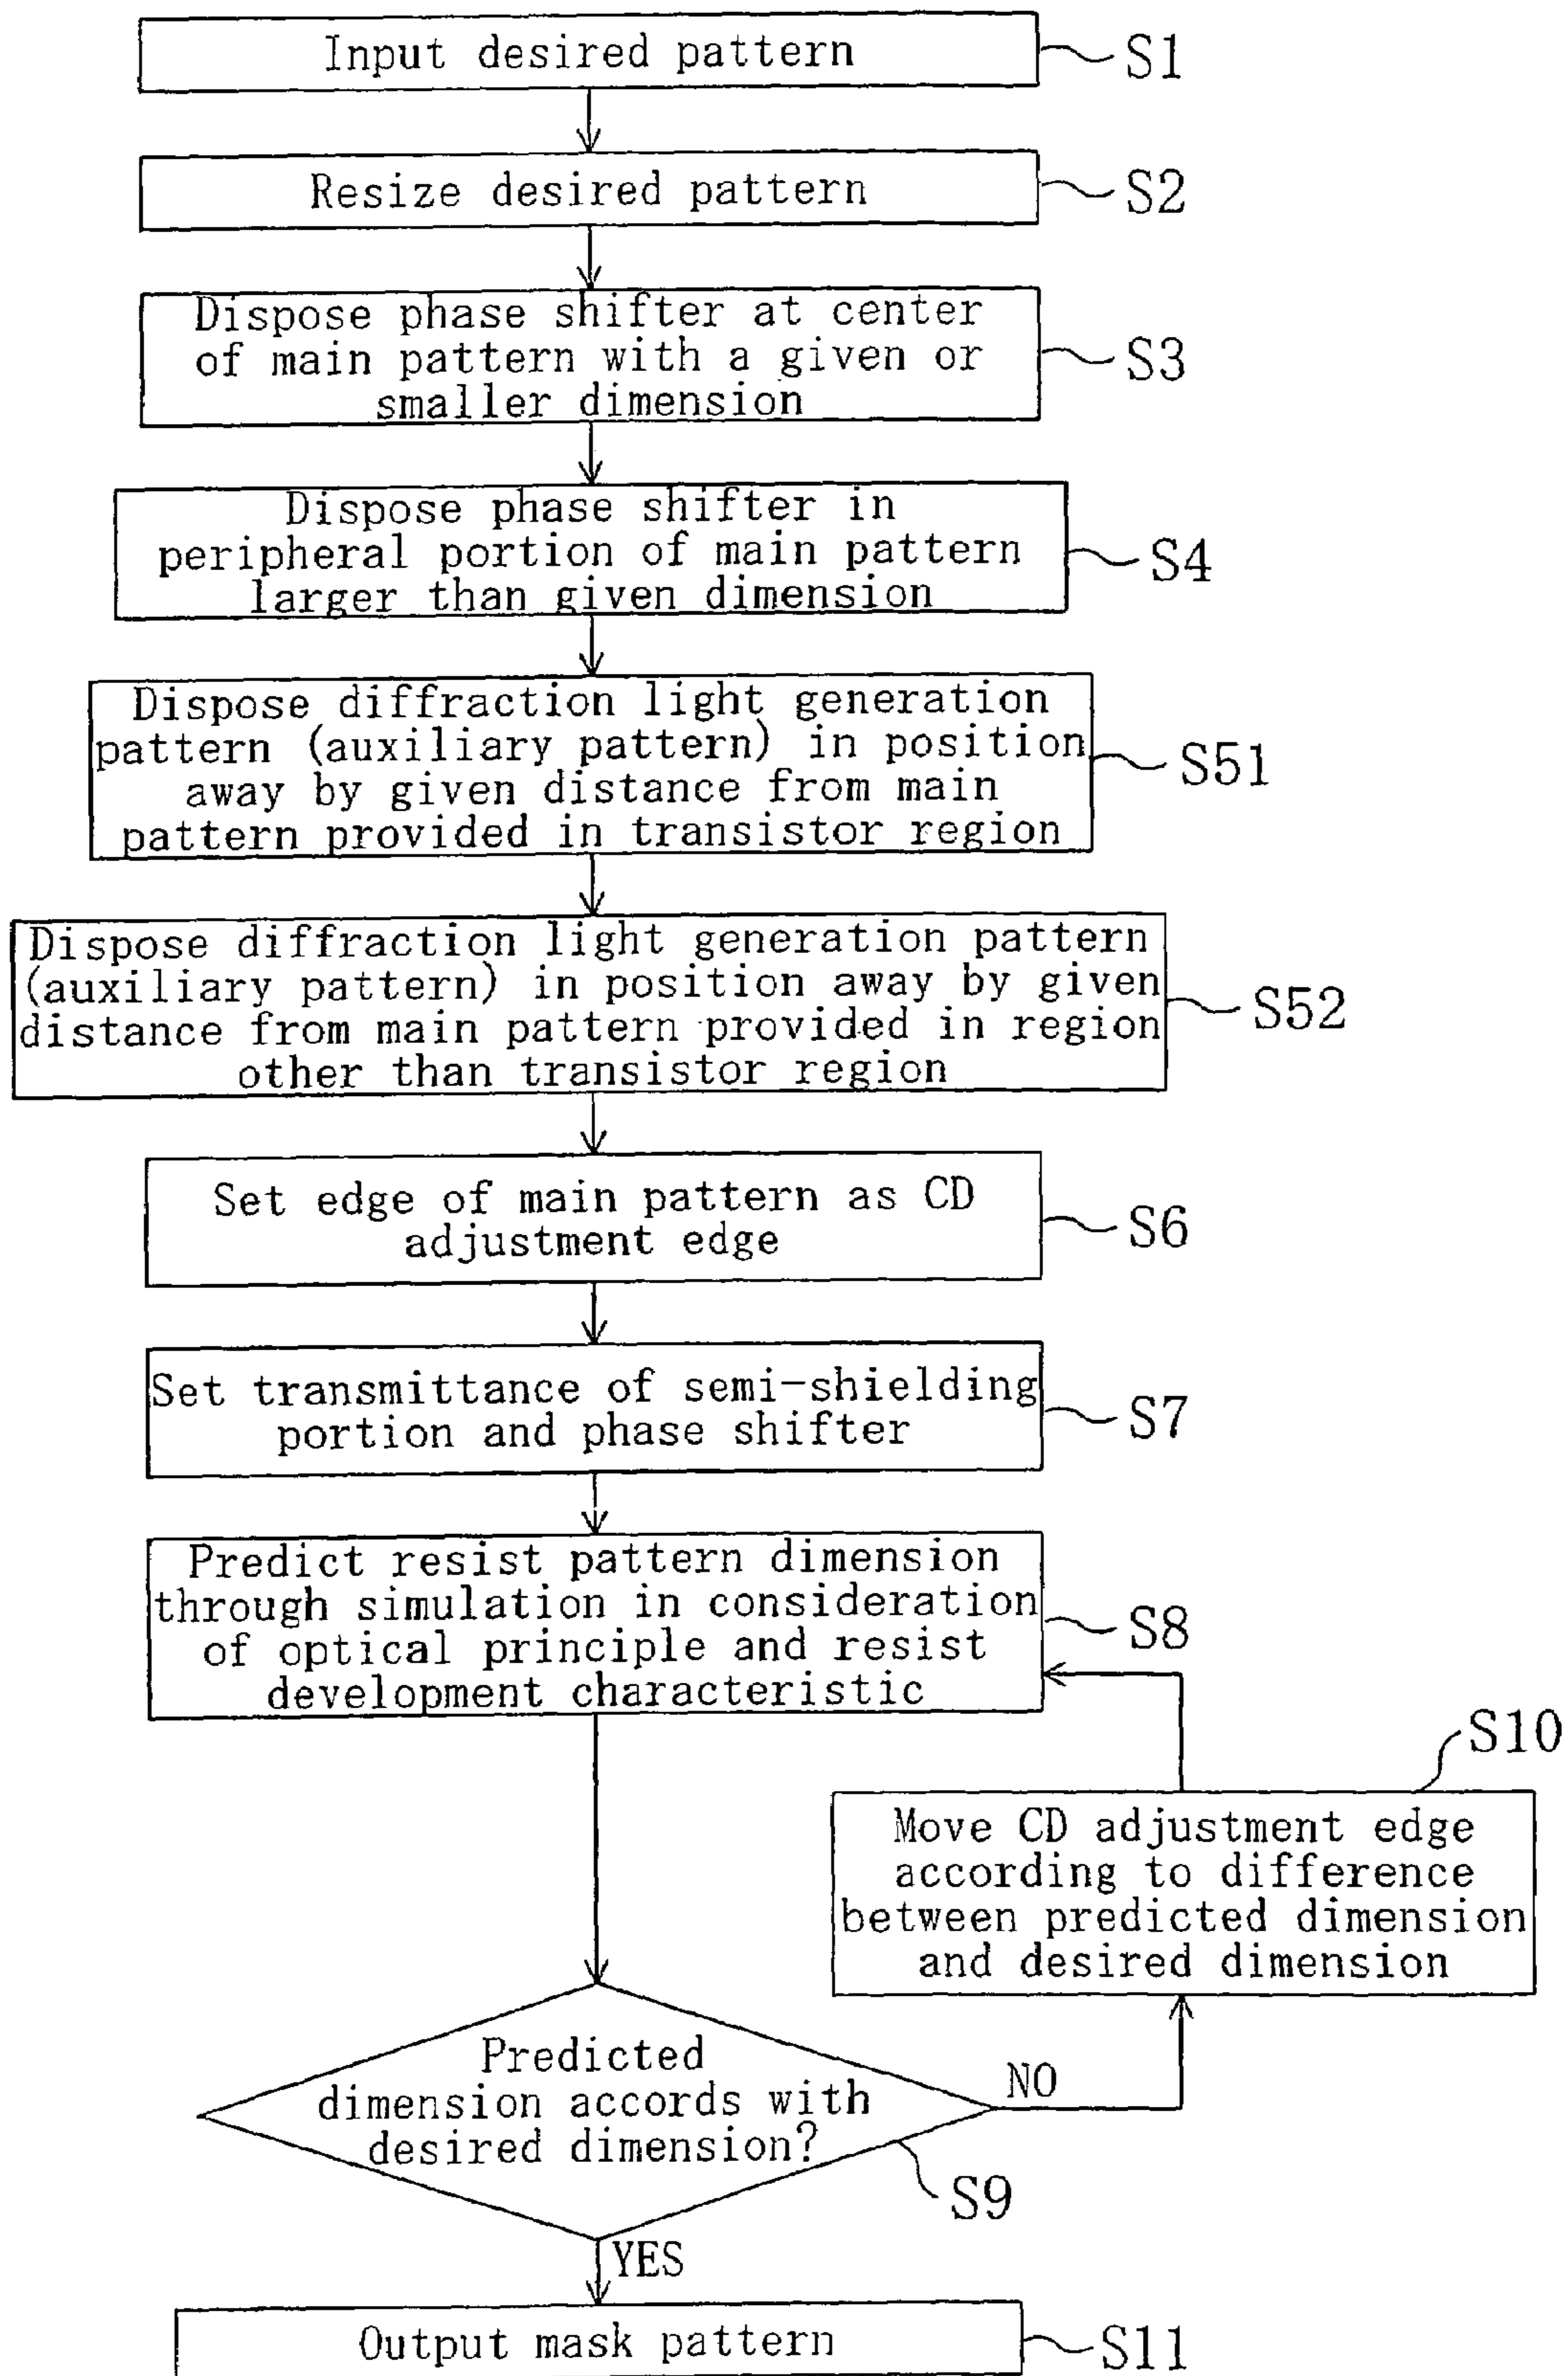 Input desired pattern
S1
Resize desired pattern
S2
Dispose phase shifter at center
of main pattern with a given or
smaller dimension
S3
Dispose phase shifter in
peripheral portion of main pattern
larger than given dimension
S4
Dispose diffraction light generation
pattern (auxiliary pattern) in position
away by given distance from main
pattern provided in transistor region
S51
Dispose diffraction light generation pattern
(auxiliary pattern) in position away by given
distance from main pattern provided in region
other than transistor region
S52
Set edge of main pattern as CD
adjustment edge
S6
Set transmittance of semi-shielding
portion and phase shifter
S7
Predict resist pattern dimension
through simulation in consideration
of optical principle and resist
development characteristic
S8
S10
Move CD adjustment edge
according to difference
between predicted dimension
and desired dimension
Predicted
dimension accords with
desired dimension?
NO
S9
YES
Output mask pattern
S11